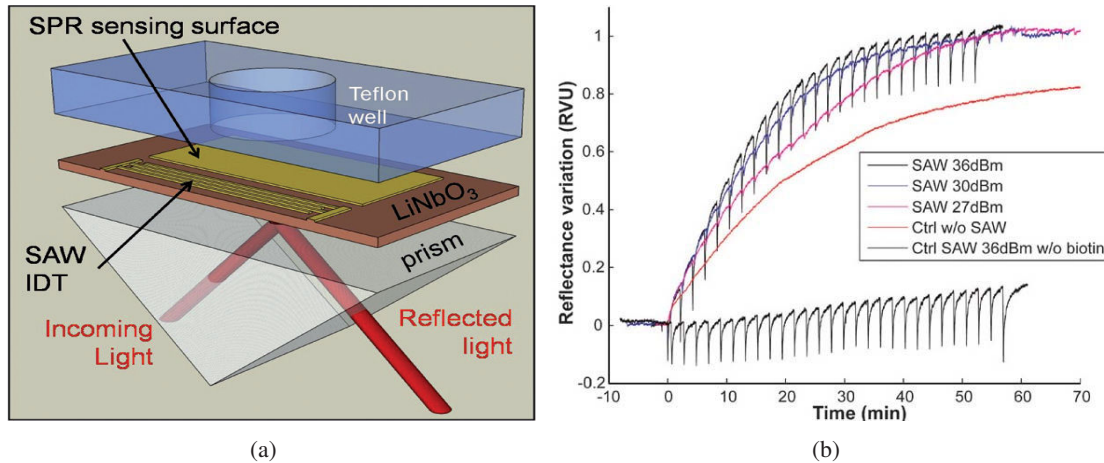 SPR sensing surface
Teflon
well
LiNbO3
SAW
IDT
prism
Incoming
Light
Reflected
light
(a)
Reflectance variation (RVU)
1
0.8
0.6
0.4
0.2
0
-0.2
-10
0
10
20
30
40
50
60
70
Time (min)
SAW 36dBm
SAW 30dBm
SAW 27dBm
Ctrl w/o SAW
Ctrl SAW 36dBm w/o biotin
(b)